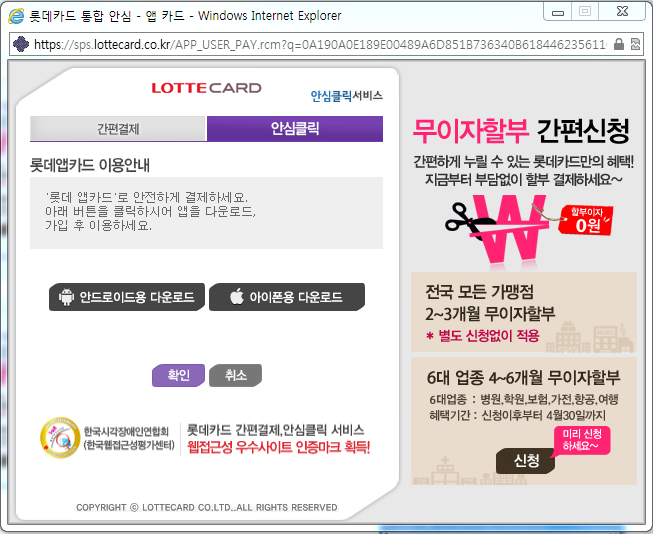 롯데카드 통합 안심 - 앱 카드 - Windows Internet Explorer
https://sps.lottecard.co.kr/APP_USER_PAY.rcm?q=0A190A0E189E00489A6D851B736340B61844623561
LOTTECARD
안심클릭서비스
간편결제
안심클릭
롯데앱카드 이용안내
'롯데 앱카드'로 안전하게 결제하세요.
아래 버튼을 클릭하시어 앱을 다운로드,
가입 후 이용하세요.
안드로이드용 다운로드
아이폰용 다운로드
확인
취소
한국시각장애인연합회
(한국웹접근성평가센터)
롯데카드 간편결제,안심클릭 서비스
웹접근성 우수사이트 인증마크 획득!
COPYRIGHT ⓒ LOTTECARD CO.LTD..ALL RIGHTS RESERVED
무이자할부 간편신청
간편하게 누릴 수 있는 롯데카드만의 혜택!
지금부터 부담없이 할부 결제하세요~
W
할부이자
0원
전국 모든 가맹점
2~3개월 무이자할부
* 별도 신청없이 적용
6대 업종 4~6개월 무이자할부
6대업종 : 병원,학원,보험,가전,항공,여행
혜택기간 : 신청이후부터 4월30일까지
미리 신청
하세요~
신청